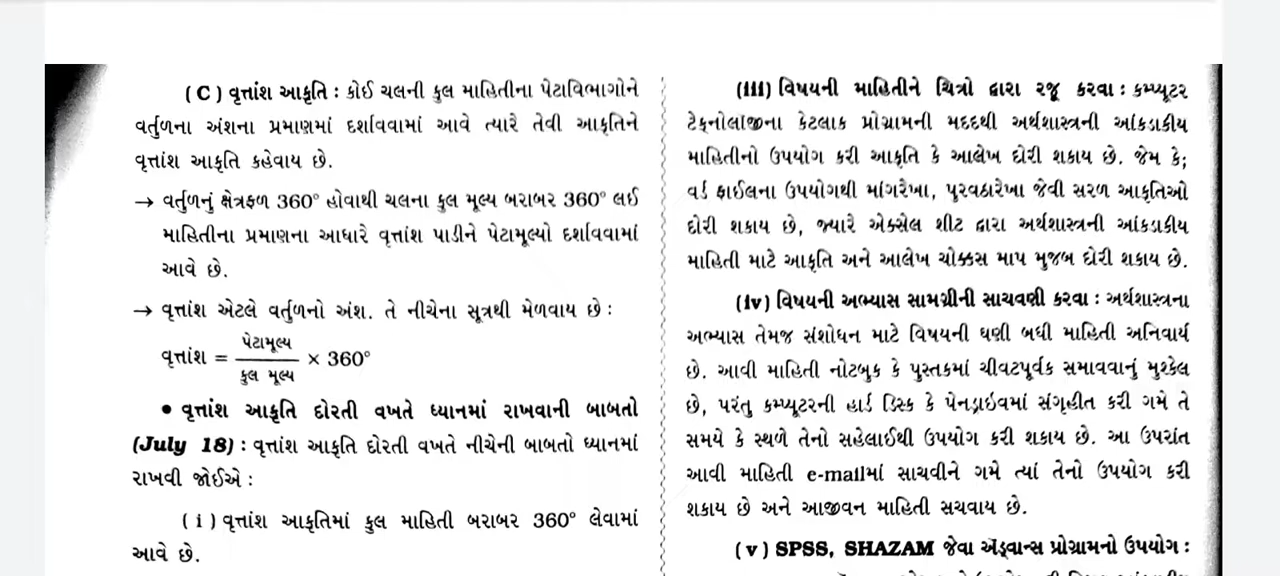 (C) વૃત્તાંશ આકૃતિ : કોઈ ચલની કુલ માહિતીના પેટાવિભાગોને
વર્તુળના અંશના પ્રમાણમાં દર્શાવવામાં આવે ત્યારે તેવી આકૃતિને
વૃત્તાંશ આકૃતિ કહેવાય છે.
→ વર્તુળનું ક્ષેત્રફળ 360° હોવાથી ચલના કુલ મૂલ્ય બરાબર 360° લઈ
માહિતીના પ્રમાણના આધારે વૃત્તાંશ પાડીને પેટામૂલ્યો દર્શાવવામાં
આવે છે.
→ વૃત્તાંશ એટલે વર્તુળનો અંશ. તે નીચેના સૂત્રથી મેળવાય છે :
પેટામૂલ્ય
વૃત્તાંશ = × 360°
કુલ મૂલ્ય
• વૃત્તાંશ આકૃતિ દોરતી વખતે ધ્યાનમાં રાખવાની બાબતો
(July 18) : વૃત્તાંશ આકૃતિ દોરતી વખતે નીચેની બાબતો ધ્યાનમાં
રાખવી જોઈએ :
(i) વૃત્તાંશ આકૃતિમાં કુલ માહિતી બરાબર 360° લેવામાં
આવે છે.
(iii) વિષયની માહિતીને ચિત્રો દ્વારા રજૂ કરવા : કમ્પ્યૂટર
ટેક્નોલૉજીના કેટલાક પ્રોગ્રામની મદદથી અર્થશાસ્ત્રની આંકડાકીય
માહિતીનો ઉપયોગ કરી આકૃતિ કે આલેખ દોરી શકાય છે. જેમ કે;
વર્ડ ફાઈલના ઉપયોગથી માંગરેખા, પુરવઠારેખા જેવી સરળ આકૃતિઓ
દોરી શકાય છે, જ્યારે એક્સેલ શીટ દ્વારા અર્થશાસ્ત્રની આંકડાકીય
માહિતી માટે આકૃતિ અને આલેખ ચોક્કસ માપ મુજબ દોરી શકાય છે.
(iv) વિષયની અભ્યાસ સામગ્રીની સાચવણી કરવા : અર્થશાસ્ત્રના
અભ્યાસ તેમજ સંશોધન માટે વિષયની ઘણી બધી માહિતી અનિવાર્ય
છે. આવી માહિતી નોટબુક કે પુસ્તકમાં ચીવટપૂર્વક સમાવવાનું મુશ્કેલ
છે, પરંતુ કમ્પ્યૂટરની હાર્ડ ડિસ્ક કે પેનડ્રાઇવમાં સંગૃહીત કરી ગમે તે
સમયે કે સ્થળે તેનો સહેલાઈથી ઉપયોગ કરી શકાય છે. આ ઉપરાંત
આવી માહિતી e-mailમાં સાચવીને ગમે ત્યાં તેનો ઉપયોગ કરી
શકાય છે અને આજીવન માહિતી સચવાય છે.
(v) SPSS, SHAZAM જેવા ઍડ્વાન્સ પ્રોગ્રામનો ઉપયોગ :